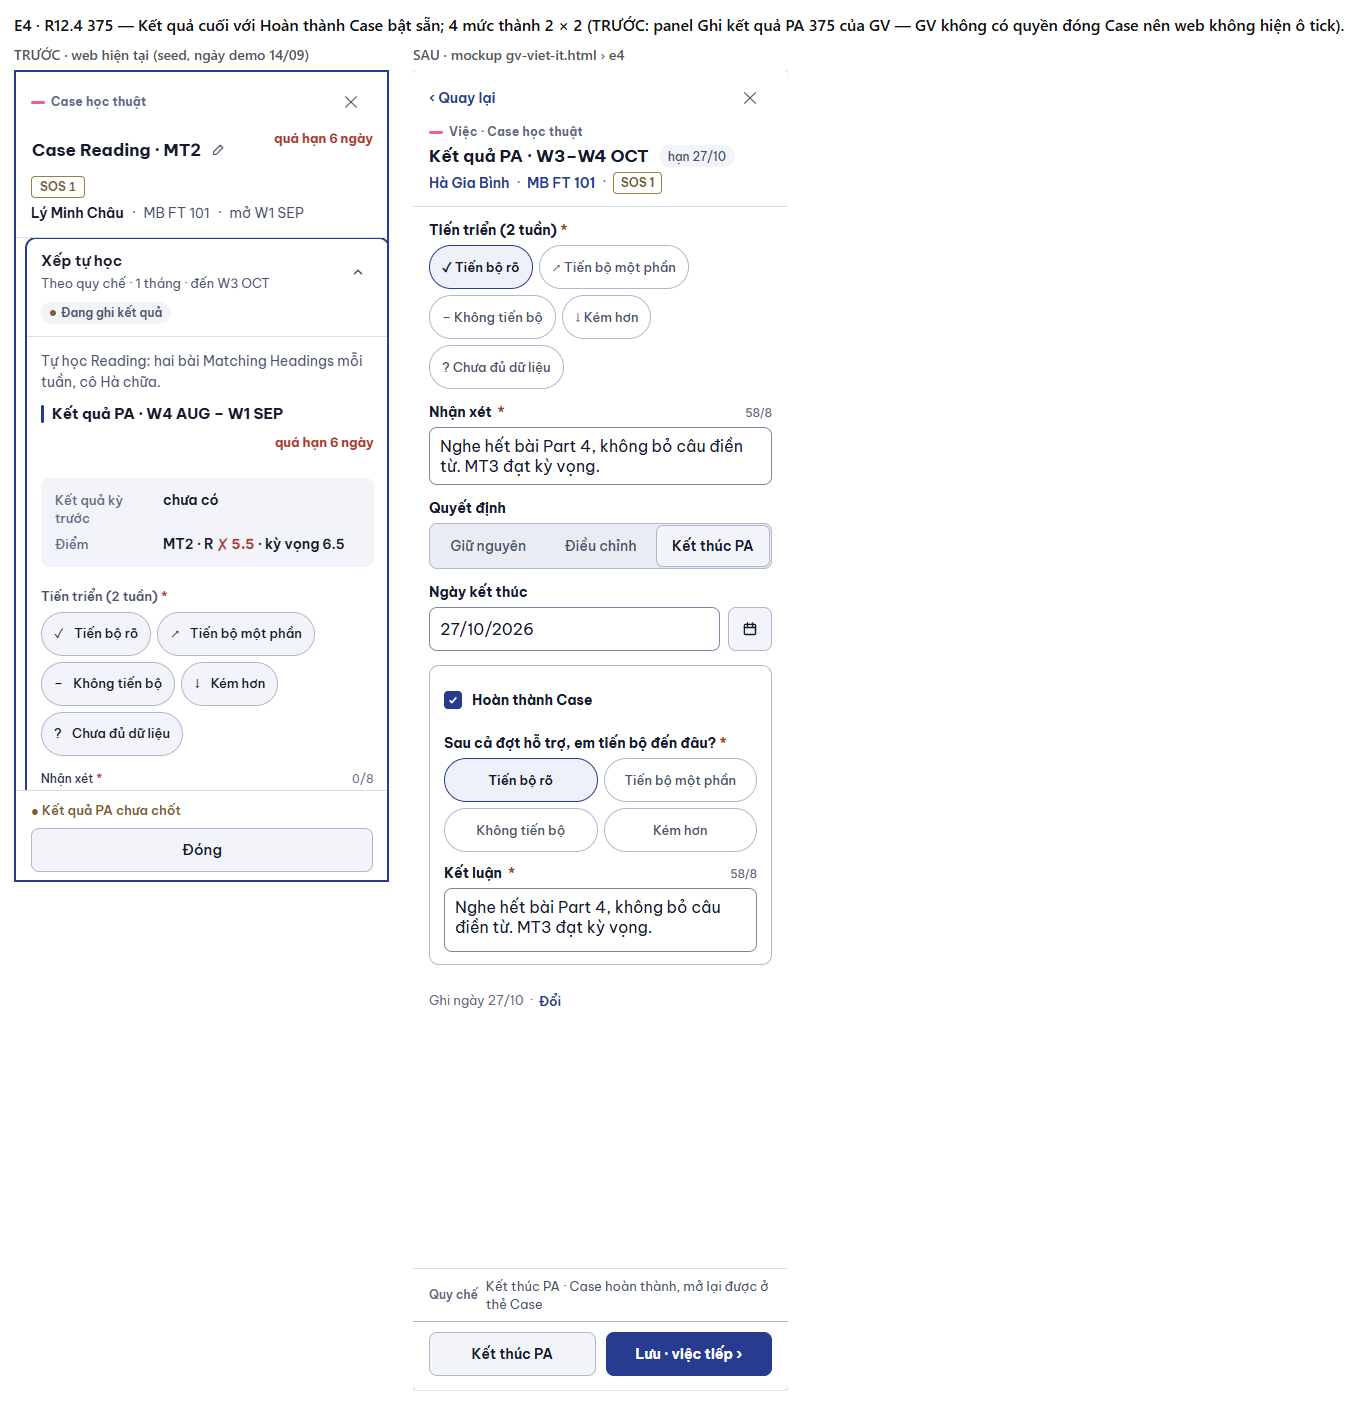 E4 · R12.4 375 — Kết quả cuối với Hoàn thành Case bật sẵn; 4 mức thành 2 × 2 (TRƯỚC: panel Ghi kết quả PA 375 của GV — GV không có quyền đóng Case nên web không hiện ô tick).
TRƯỚC · web hiện tại (seed, ngày demo 14/09)
Case học thuật
quá hạn 6 ngày
Case Reading · MT2
SOS 1
Lý Minh Châu · MB FT 101 · mở W1 SEP
Xếp tự học
Theo quy chế · 1 tháng · đến W3 OCT
Đang ghi kết quả
Tự học Reading: hai bài Matching Headings mỗi
tuần, cô Hà chữa.
Kết quả PA · W4 AUG – W1 SEP
quá hạn 6 ngày
Kết quả kỳ trước
chưa có
Điểm
MT2 · R ✗ 5.5 · kỳ vọng 6.5
Tiến triển (2 tuần) *
✓ Tiến bộ rõ
↗ Tiến bộ một phần
– Không tiến bộ
↓ Kém hơn
? Chưa đủ dữ liệu
Nhận xét *
0/8
Kết quả PA chưa chốt
Đóng
SAU · mockup gv-viet-it.html › e4
‹ Quay lại
Việc · Case học thuật
Kết quả PA · W3–W4 OCT
hạn 27/10
Hà Gia Bình · MB FT 101 · SOS 1
Tiến triển (2 tuần) *
✓ Tiến bộ rõ
↗ Tiến bộ một phần
– Không tiến bộ
↓ Kém hơn
? Chưa đủ dữ liệu
Nhận xét *
58/8
Nghe hết bài Part 4, không bỏ câu điền
từ. MT3 đạt kỳ vọng.
Quyết định
Giữ nguyên
Điều chỉnh
Kết thúc PA
Ngày kết thúc
27/10/2026
Hoàn thành Case
Sau cả đợt hỗ trợ, em tiến bộ đến đâu? *
Tiến bộ rõ
Tiến bộ một phần
Không tiến bộ
Kém hơn
Kết luận *
58/8
Nghe hết bài Part 4, không bỏ câu
điền từ. MT3 đạt kỳ vọng.
Ghi ngày 27/10 · Đổi
Quy chế
Kết thúc PA · Case hoàn thành, mở lại được ở
thẻ Case
Kết thúc PA
Lưu · việc tiếp ›